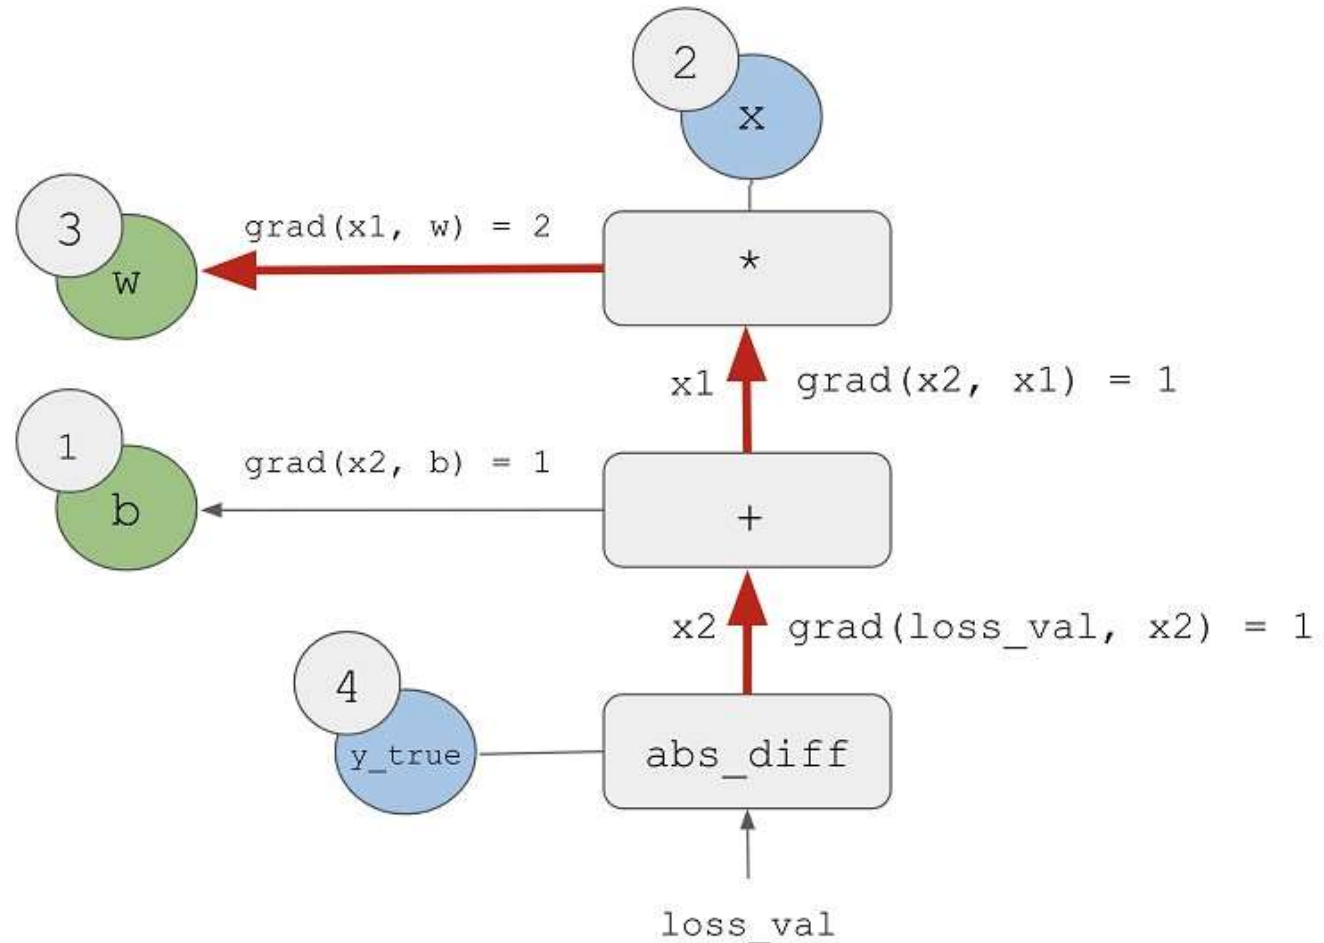 2
x
3
grad(x1, w) = 2
w
*
x1 grad(x2, x1) = 1
1
grad(x2, b) = 1
b
+
x2 grad(loss_val, x2) = 1
4
y_true
abs_diff
loss_val